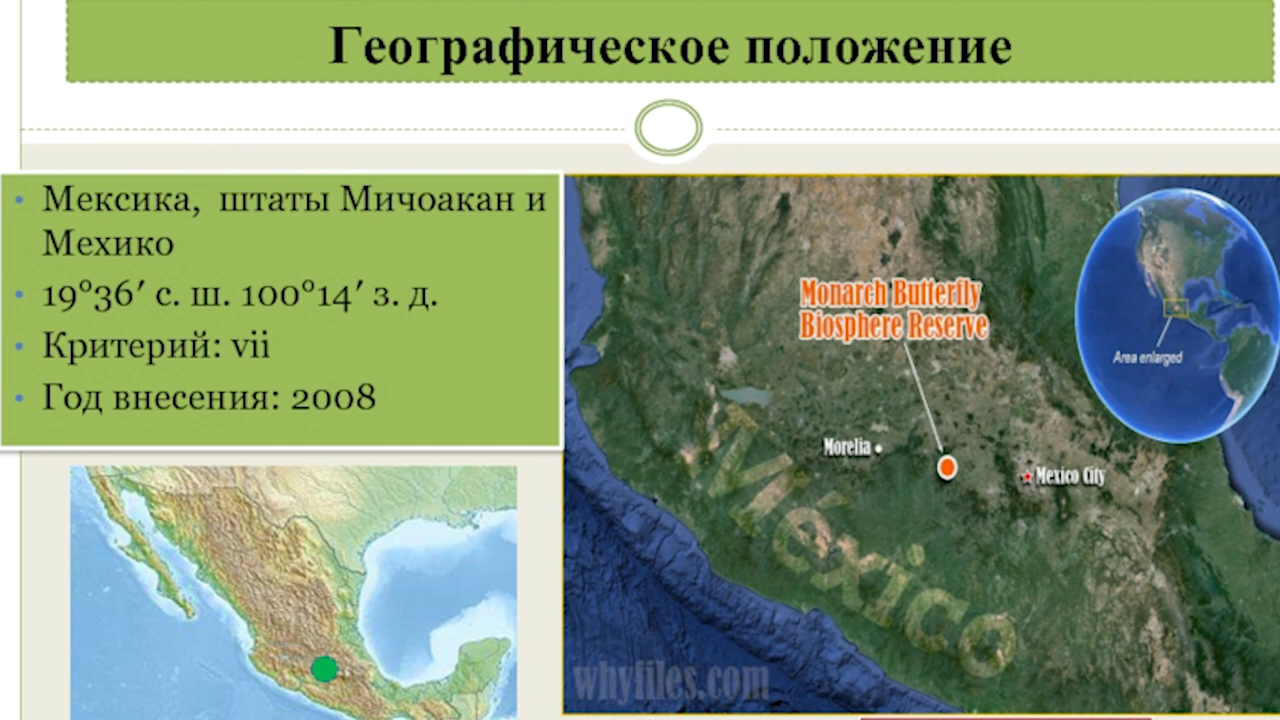 Географическое положение
• Мексика, штаты Мичоакан и
Мехико
• 19°36′ с. ш. 100°14′ з. д.
• Критерий: vii
• Год внесения: 2008
Monarch Butterfly
Biosphere Reserve
Area enlarged
Morelia
Mexico City
México
whyfiles.com